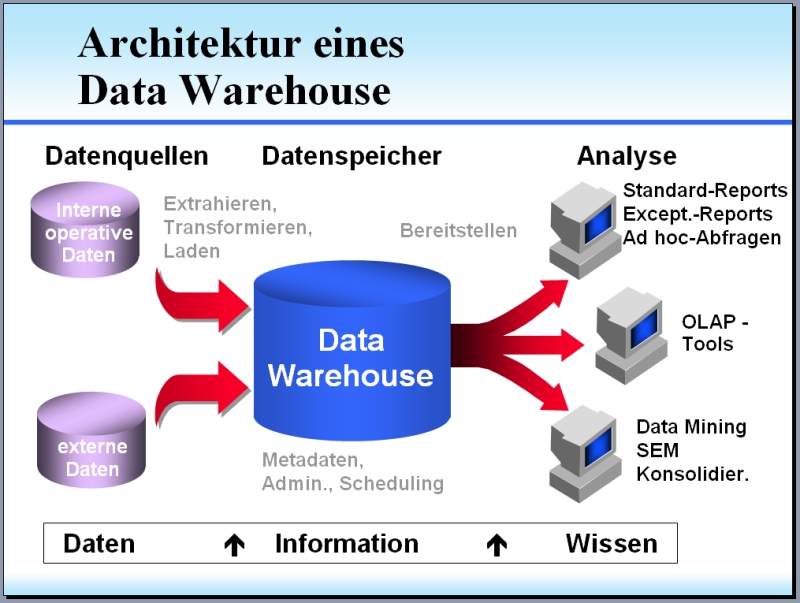 Architektur eines
Data Warehouse
Datenquellen
Datenspeicher
Analyse
Interne
operative
Daten
Extrahieren,
Transformieren,
Laden
Bereitstellen
Standard-Reports
Except.-Reports
Ad hoc-Abfragen
Data
Warehouse
OLAP -
Tools
externe
Daten
Metadaten,
Admin., Scheduling
Data Mining
SEM
Konsolidier.
Daten ↑ Information ↑ Wissen